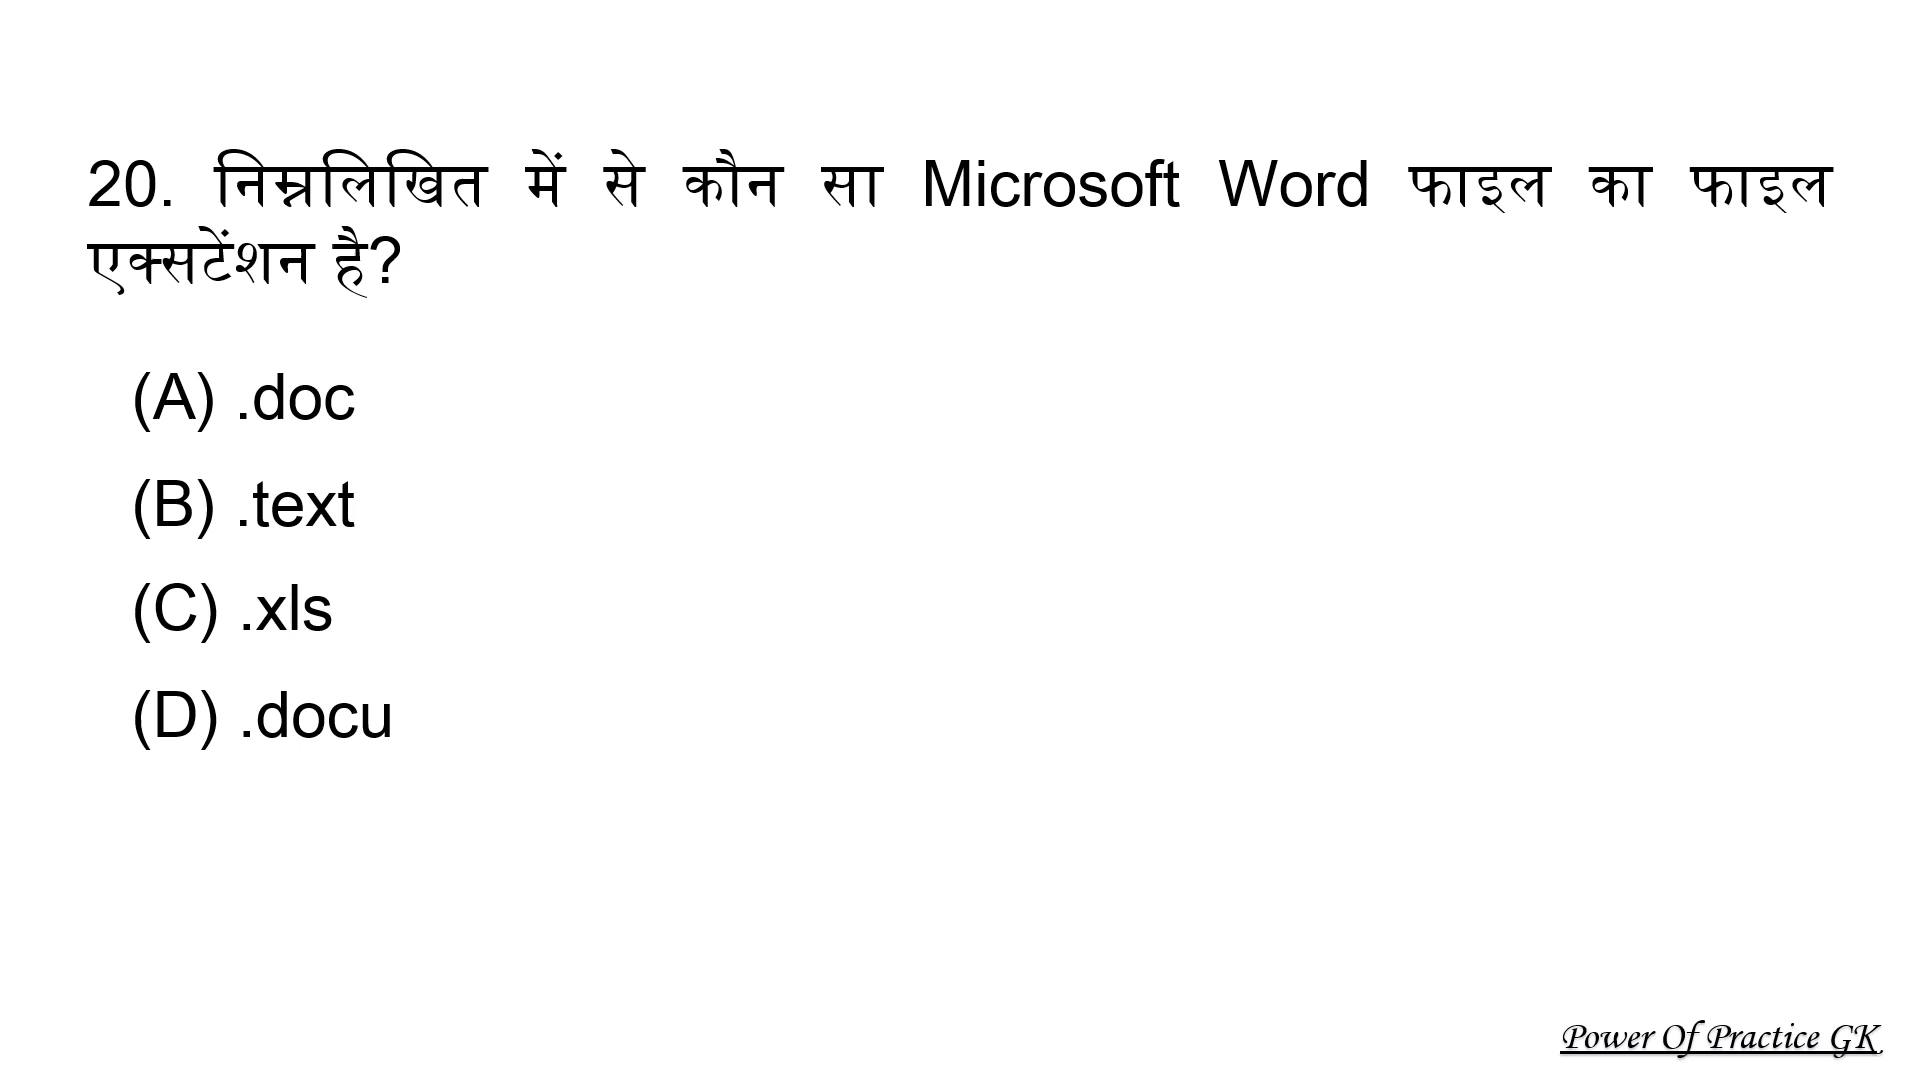 20. निम्नलिखित में से कौन सा Microsoft Word फाइल का फाइल
एक्सटेंशन है?
(A) .doc
(B) .text
(C) .xls
(D) .docu
Power Of Practice GK